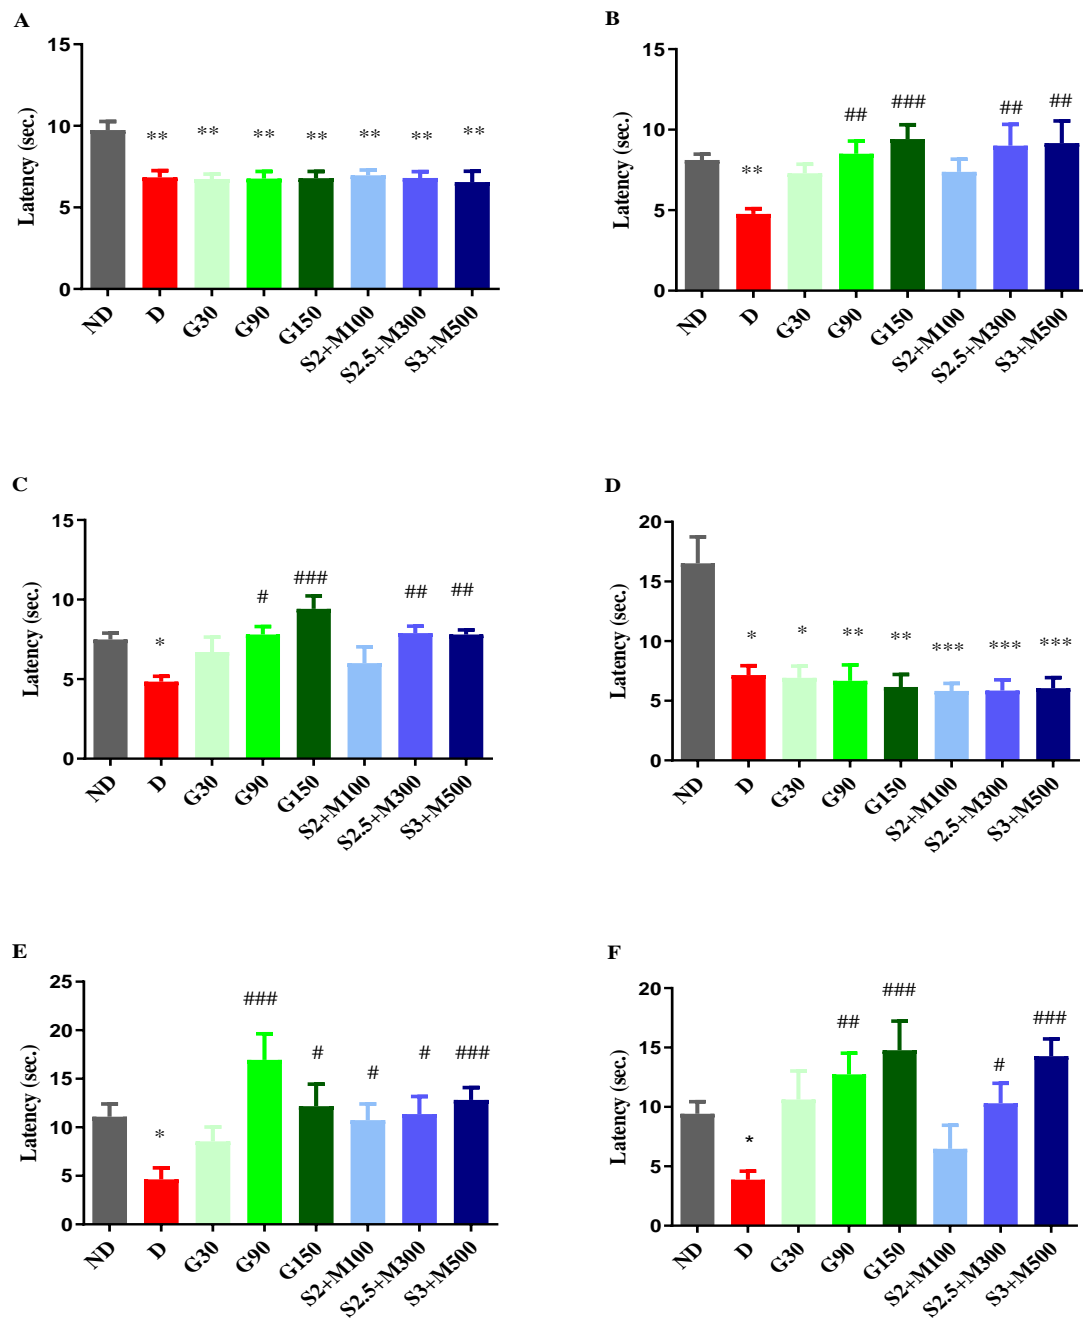 A
Latency (sec.)
15
10
5
0
** ** ** ** ** ** **
ND D G30 G90 G150 S2+M100 S2.5+M300 S3+M500
B
Latency (sec.)
15
10
5
0
** ## ### ## ##
ND D G30 G90 G150 S2+M100 S2.5+M300 S3+M500
C
Latency (sec.)
15
10
5
0
* # ### ## ##
ND D G30 G90 G150 S2+M100 S2.5+M300 S3+M500
D
Latency (sec.)
20
15
10
5
0
* * ** ** *** *** ***
ND D G30 G90 G150 S2+M100 S2.5+M300 S3+M500
E
Latency (sec.)
25
20
15
10
5
0
* ### # # # ###
ND D G30 G90 G150 S2+M100 S2.5+M300 S3+M500
F
Latency (sec.)
20
15
10
5
0
* ## ### # ###
ND D G30 G90 G150 S2+M100 S2.5+M300 S3+M500